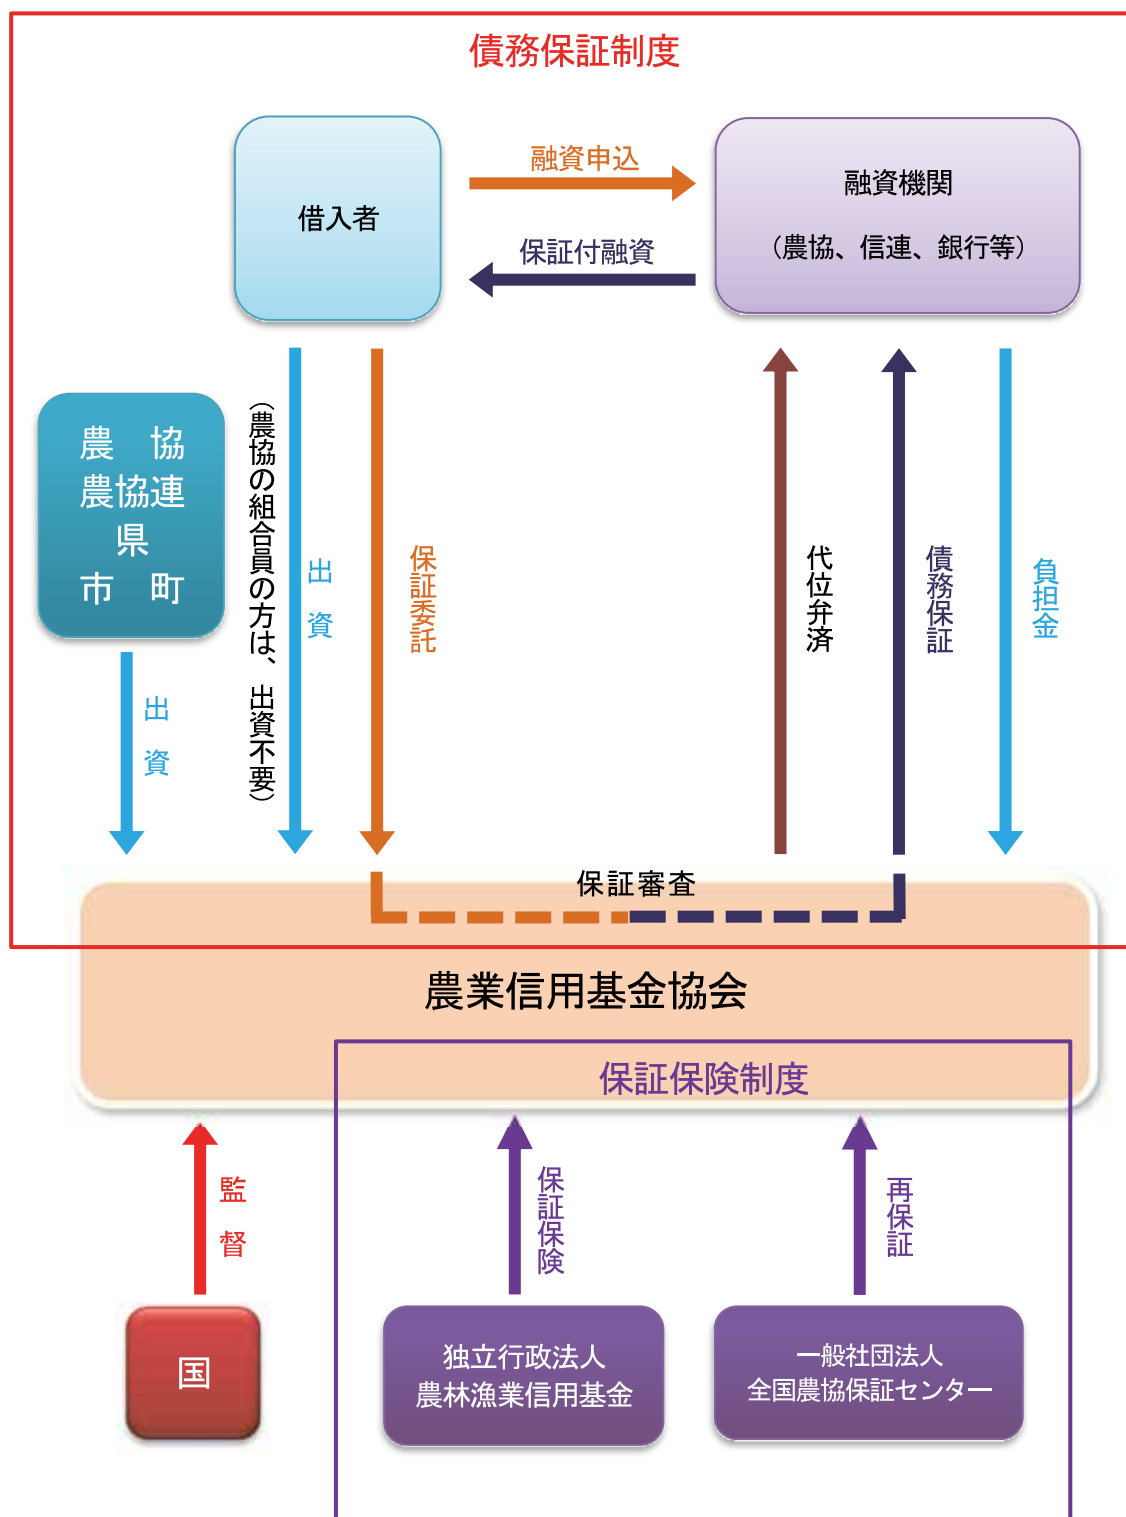 債務保証制度
借入者
融資申込
保証付融資
融資機関
（農協、信連、銀行等）
農　協
農協連
県
市　町
出　資
（農協の組合員の方は、出資不要）
出　資
保証委託
代位弁済
債務保証
負担金
保証審査
農業信用基金協会
保証保険制度
監　督
保証保険
再保証
国
独立行政法人
農林漁業信用基金
一般社団法人
全国農協保証センター